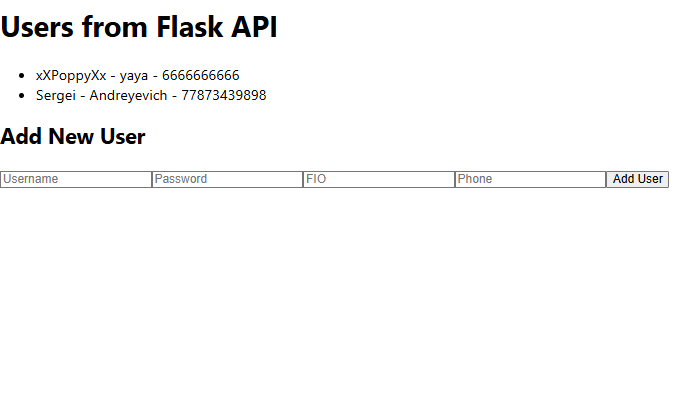 Users from Flask API
xXPoppyXx - yaya - 6666666666
Sergei - Andreyevich - 77873439898
Add New User
Username Password FIO Phone Add User